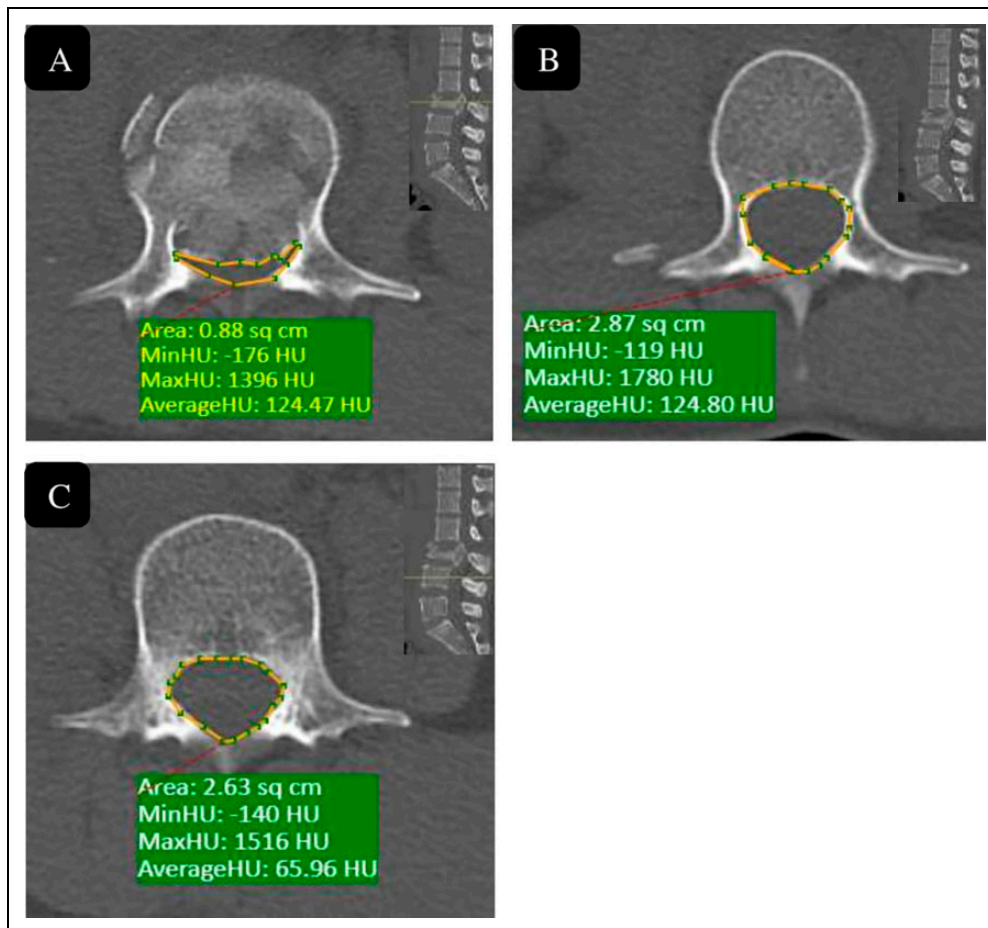 A
Area: 0.88 sq cm
MinHU: -176 HU
MaxHU: 1396 HU
AverageHU: 124.47 HU
B
Area: 2.87 sq cm
MinHU: -119 HU
MaxHU: 1780 HU
AverageHU: 124.80 HU
C
Area: 2.63 sq cm
MinHU: -140 HU
MaxHU: 1516 HU
AverageHU: 65.96 HU